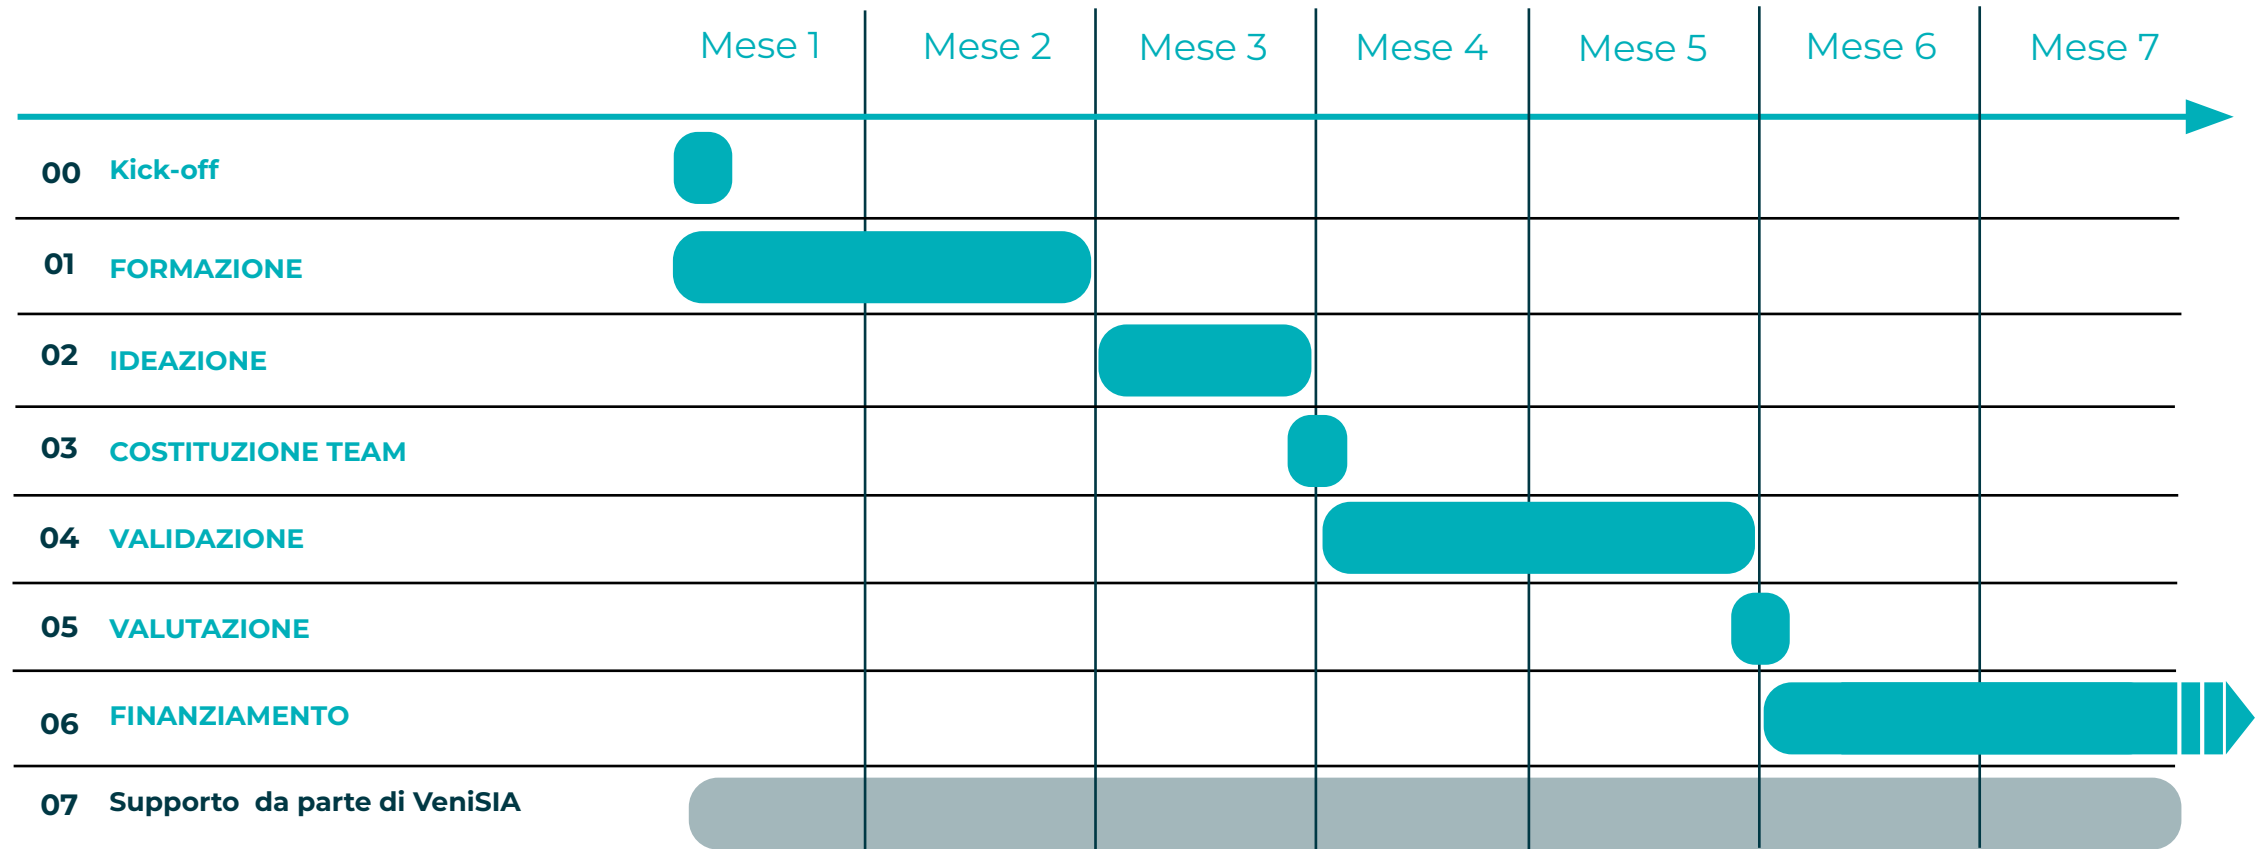 Mese 1 Mese 2 Mese 3 Mese 4 Mese 5 Mese 6 Mese 7
00 Kick-off
01 FORMAZIONE
02 IDEAZIONE
03 COSTITUZIONE TEAM
04 VALIDAZIONE
05 VALUTAZIONE
06 FINANZIAMENTO
07 Supporto da parte di VeniSIA